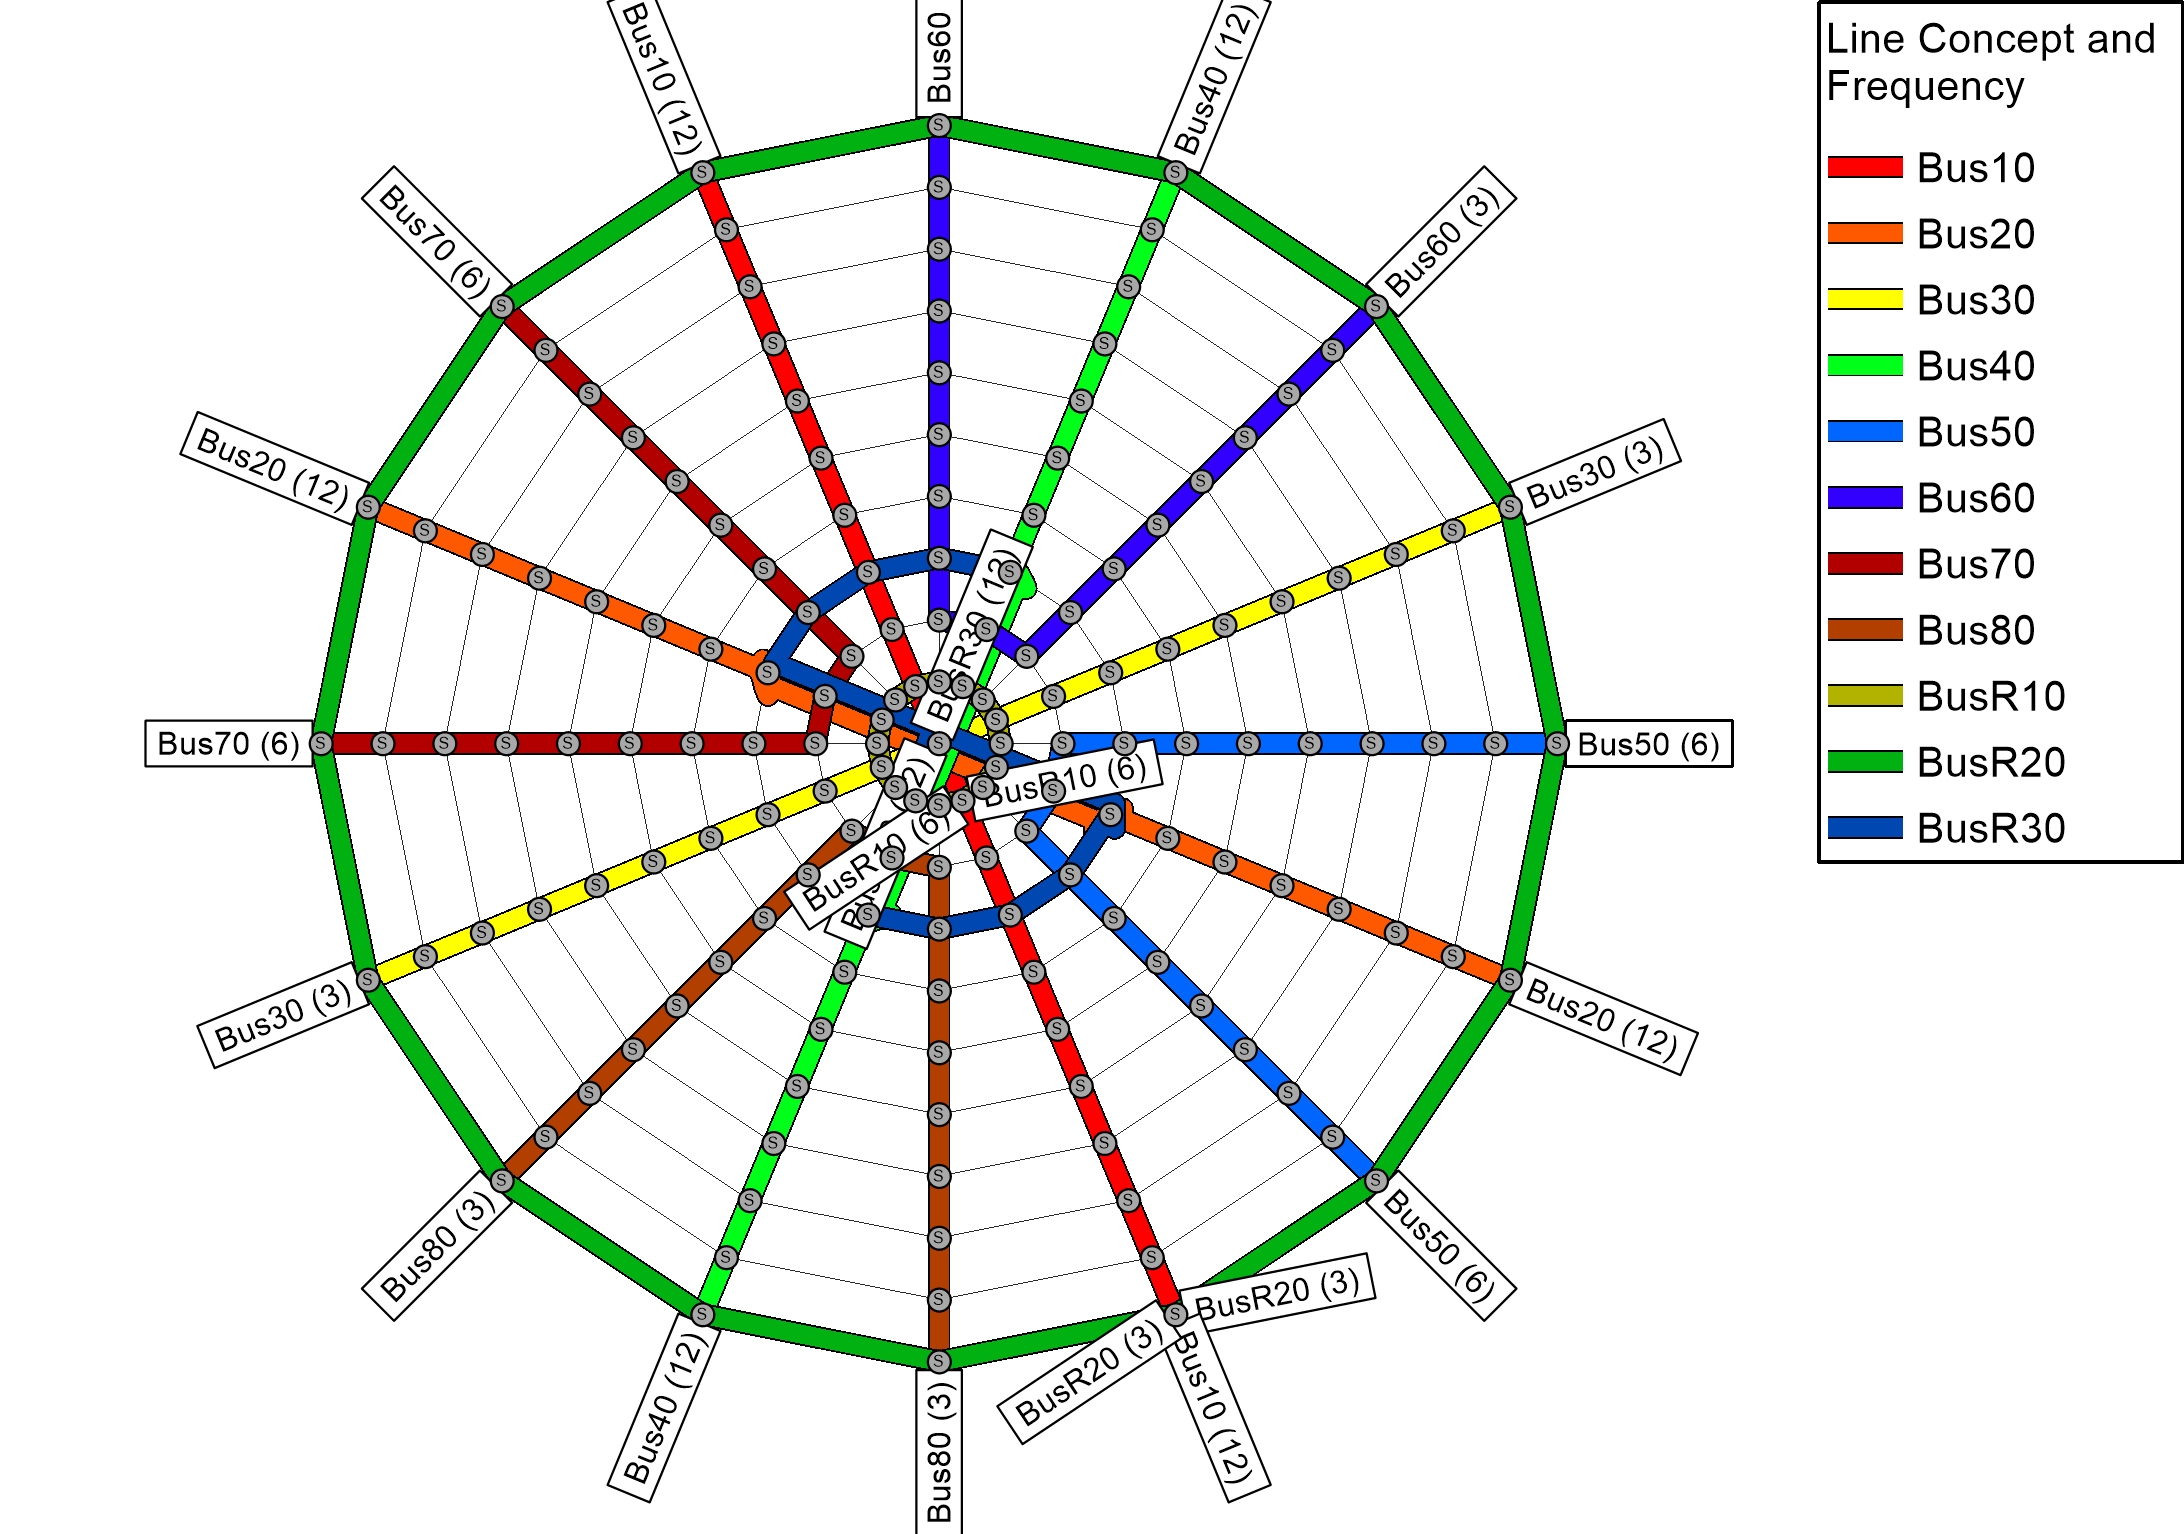 Bus10 (12)
Bus60
Bus40 (12)
Bus70 (6)
Bus60 (3)
Bus20 (12)
Bus30 (3)
Bus70 (6)
Bus50 (6)
BusR10 (6)
BusR10 (6)
Bus30 (3)
Bus20 (12)
Bus80 (3)
Bus50 (6)
BusR20 (3)
BusR20 (3)
Bus40 (12)
Bus80 (3)
Bus10 (12)
Line Concept and
Frequency
Bus10
Bus20
Bus30
Bus40
Bus50
Bus60
Bus70
Bus80
BusR10
BusR20
BusR30